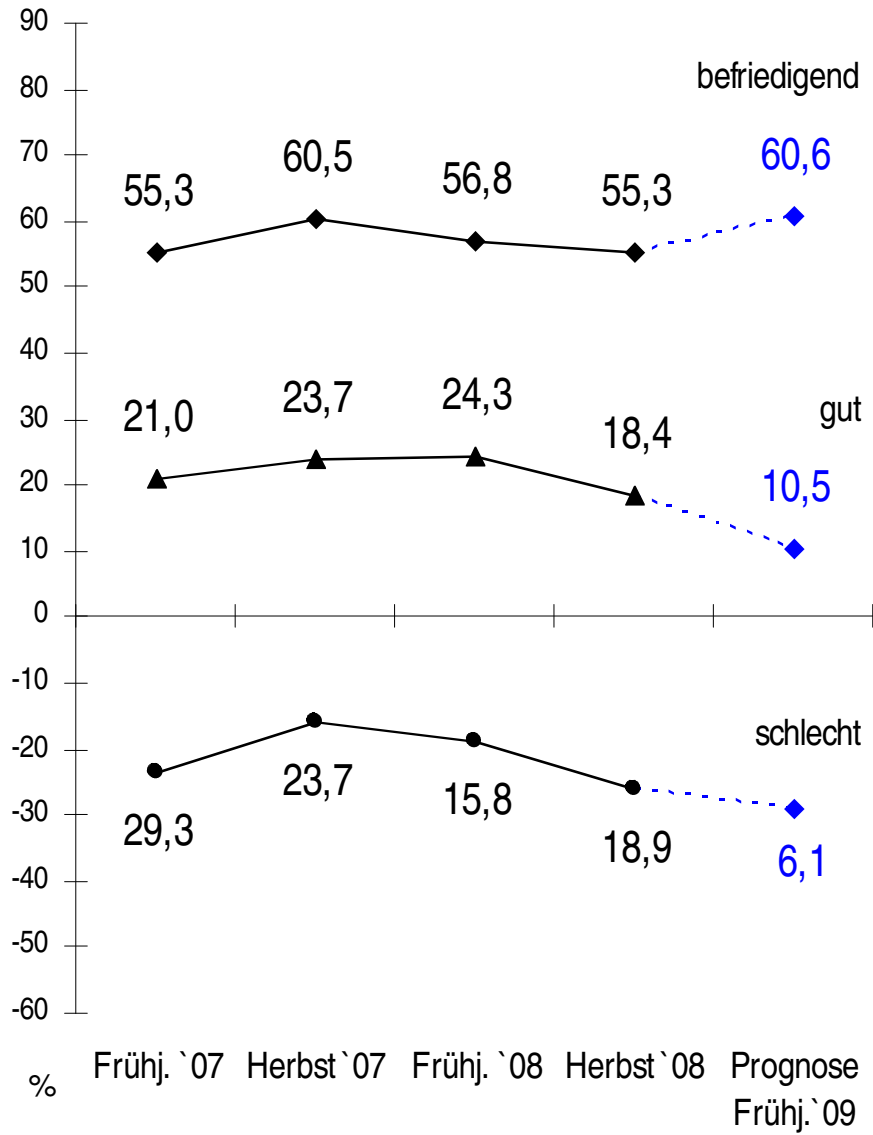 90
80
befriedigend
70
55,3 60,5 56,8 55,3 60,6
60
50
40
30
21,0 23,7 24,3 18,4 gut
20
10,5
10
0
-10
schlecht
-20
29,3 23,7 15,8 18,9 6,1
-30
-40
-50
-60
% Frühj. `07 Herbst `07 Frühj. `08 Herbst `08 Prognose
Frühj. `09